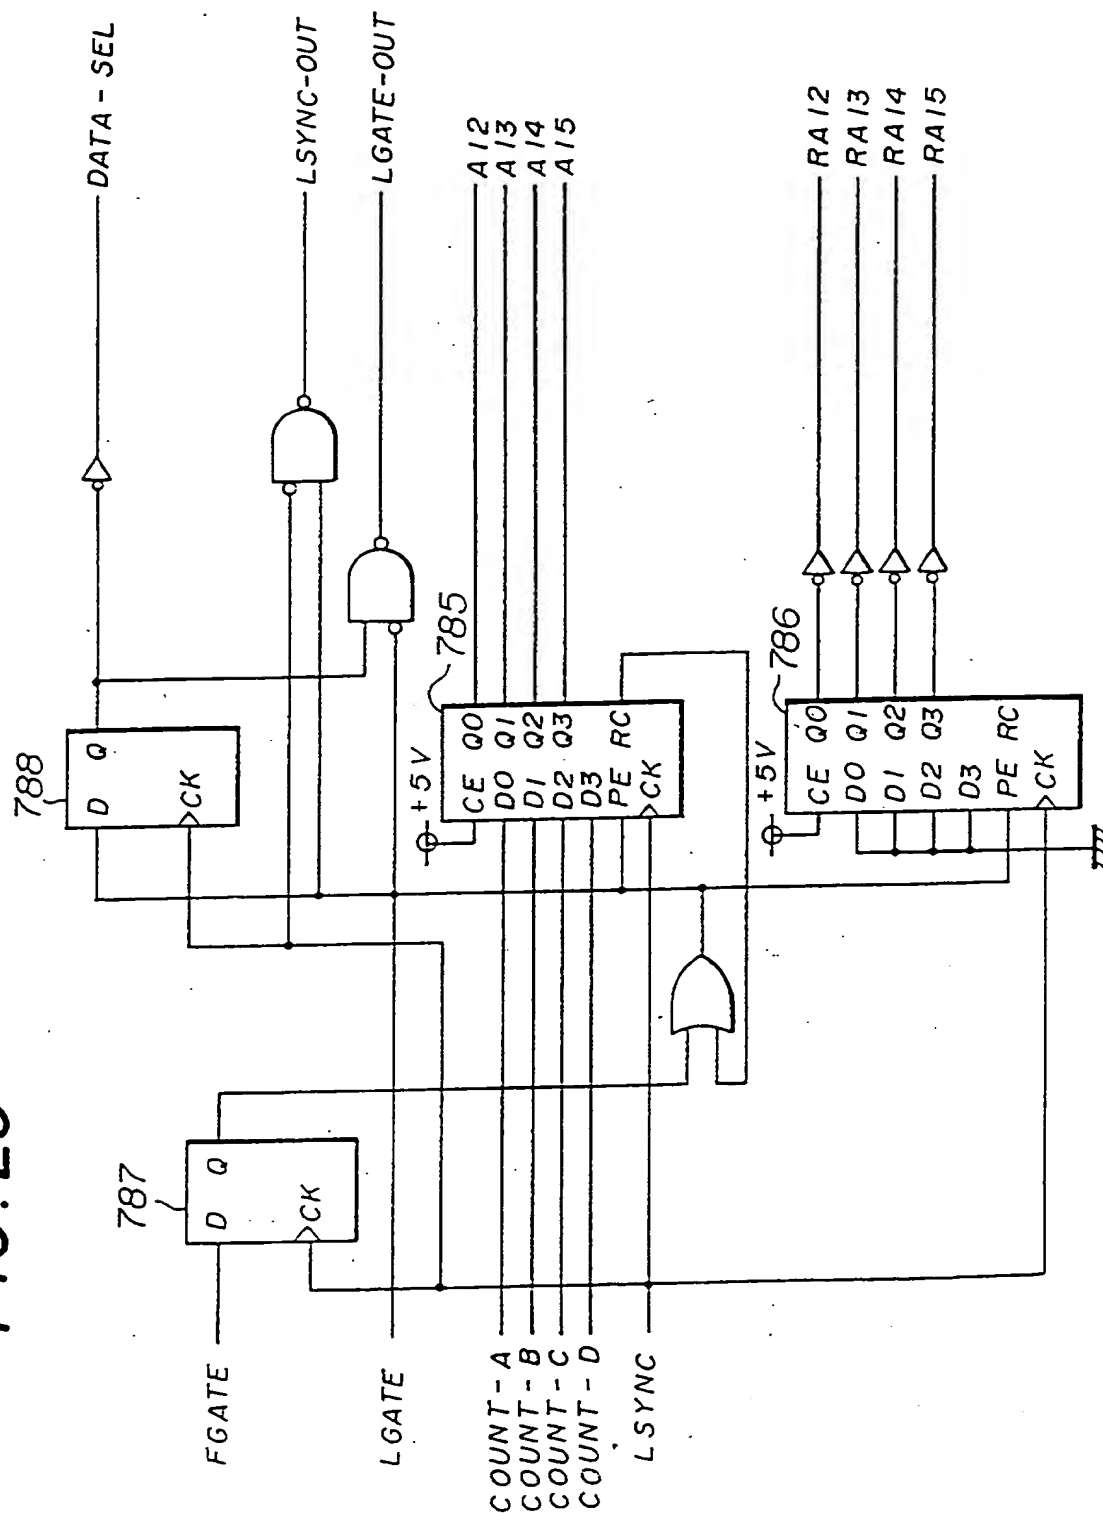 DATA-SEL
LSYNC-OUT
LGATE-OUT
788
D Q
CK
A12
A13
A14
A15
785
+5V
CE Q0
D0 Q1
D1 Q2
D2 Q3
D3
PE RC
CK
RA12
RA13
RA14
RA15
786
+5V
CE Q0
D0 Q1
D1 Q2
D2 Q3
D3
PE RC
CK
787
D Q
CK
FGATE
LGATE
COUNT-A
COUNT-B
COUNT-C
COUNT-D
LSYNC